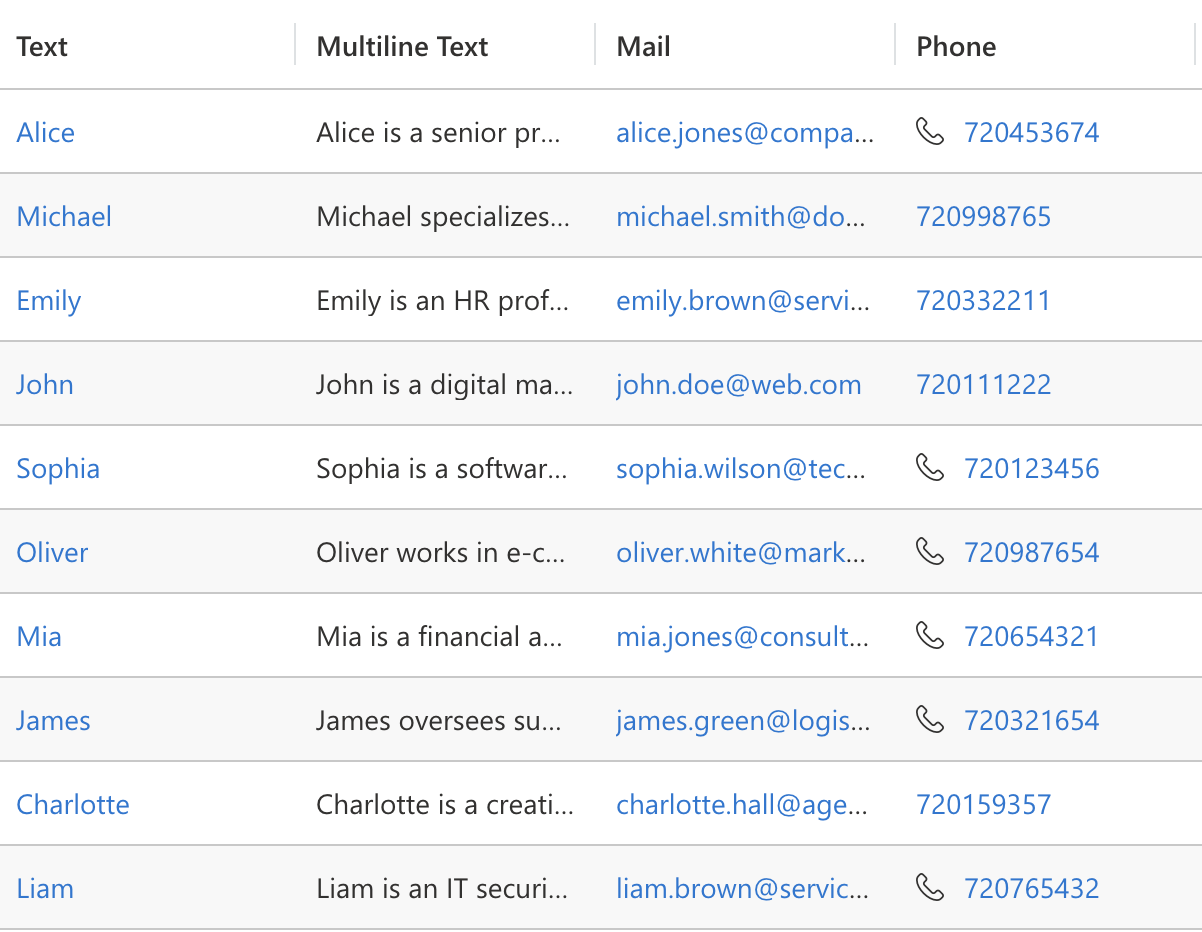 Text Multiline Text Mail Phone
Alice Alice is a senior pr... alice.jones@compa... 720453674
Michael Michael specializes... michael.smith@do... 720998765
Emily Emily is an HR prof... emily.brown@servi... 720332211
John John is a digital ma... john.doe@web.com 720111222
Sophia Sophia is a softwar... sophia.wilson@tec... 720123456
Oliver Oliver works in e-c... oliver.white@mark... 720987654
Mia Mia is a financial a... mia.jones@consult... 720654321
James James oversees su... james.green@logis... 720321654
Charlotte Charlotte is a creati... charlotte.hall@age... 720159357
Liam Liam is an IT securi... liam.brown@servic... 720765432